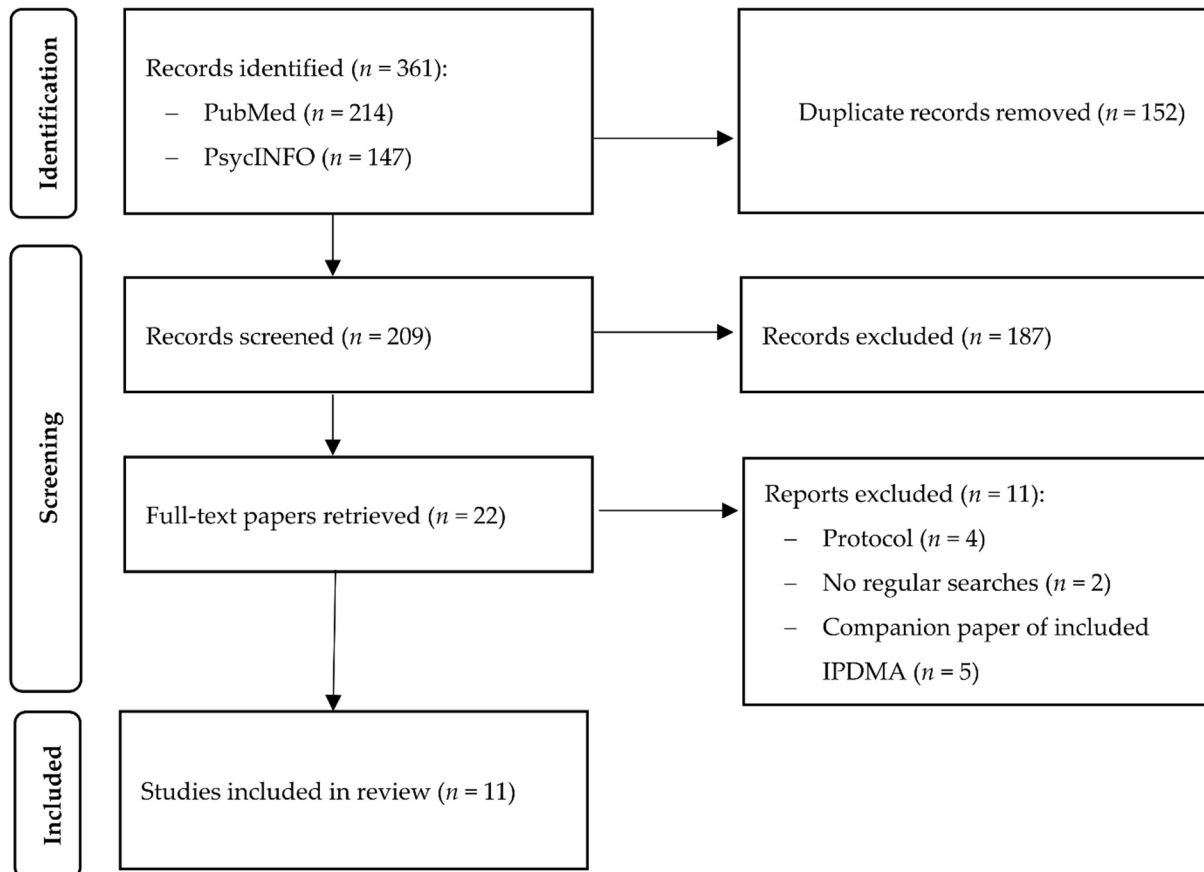 Identification
Records identified (n = 361):
– PubMed (n = 214)
– PsycINFO (n = 147)
Duplicate records removed (n = 152)
Screening
Records screened (n = 209)
Records excluded (n = 187)
Full-text papers retrieved (n = 22)
Reports excluded (n = 11):
– Protocol (n = 4)
– No regular searches (n = 2)
– Companion paper of included
IPDMA (n = 5)
Included
Studies included in review (n = 11)